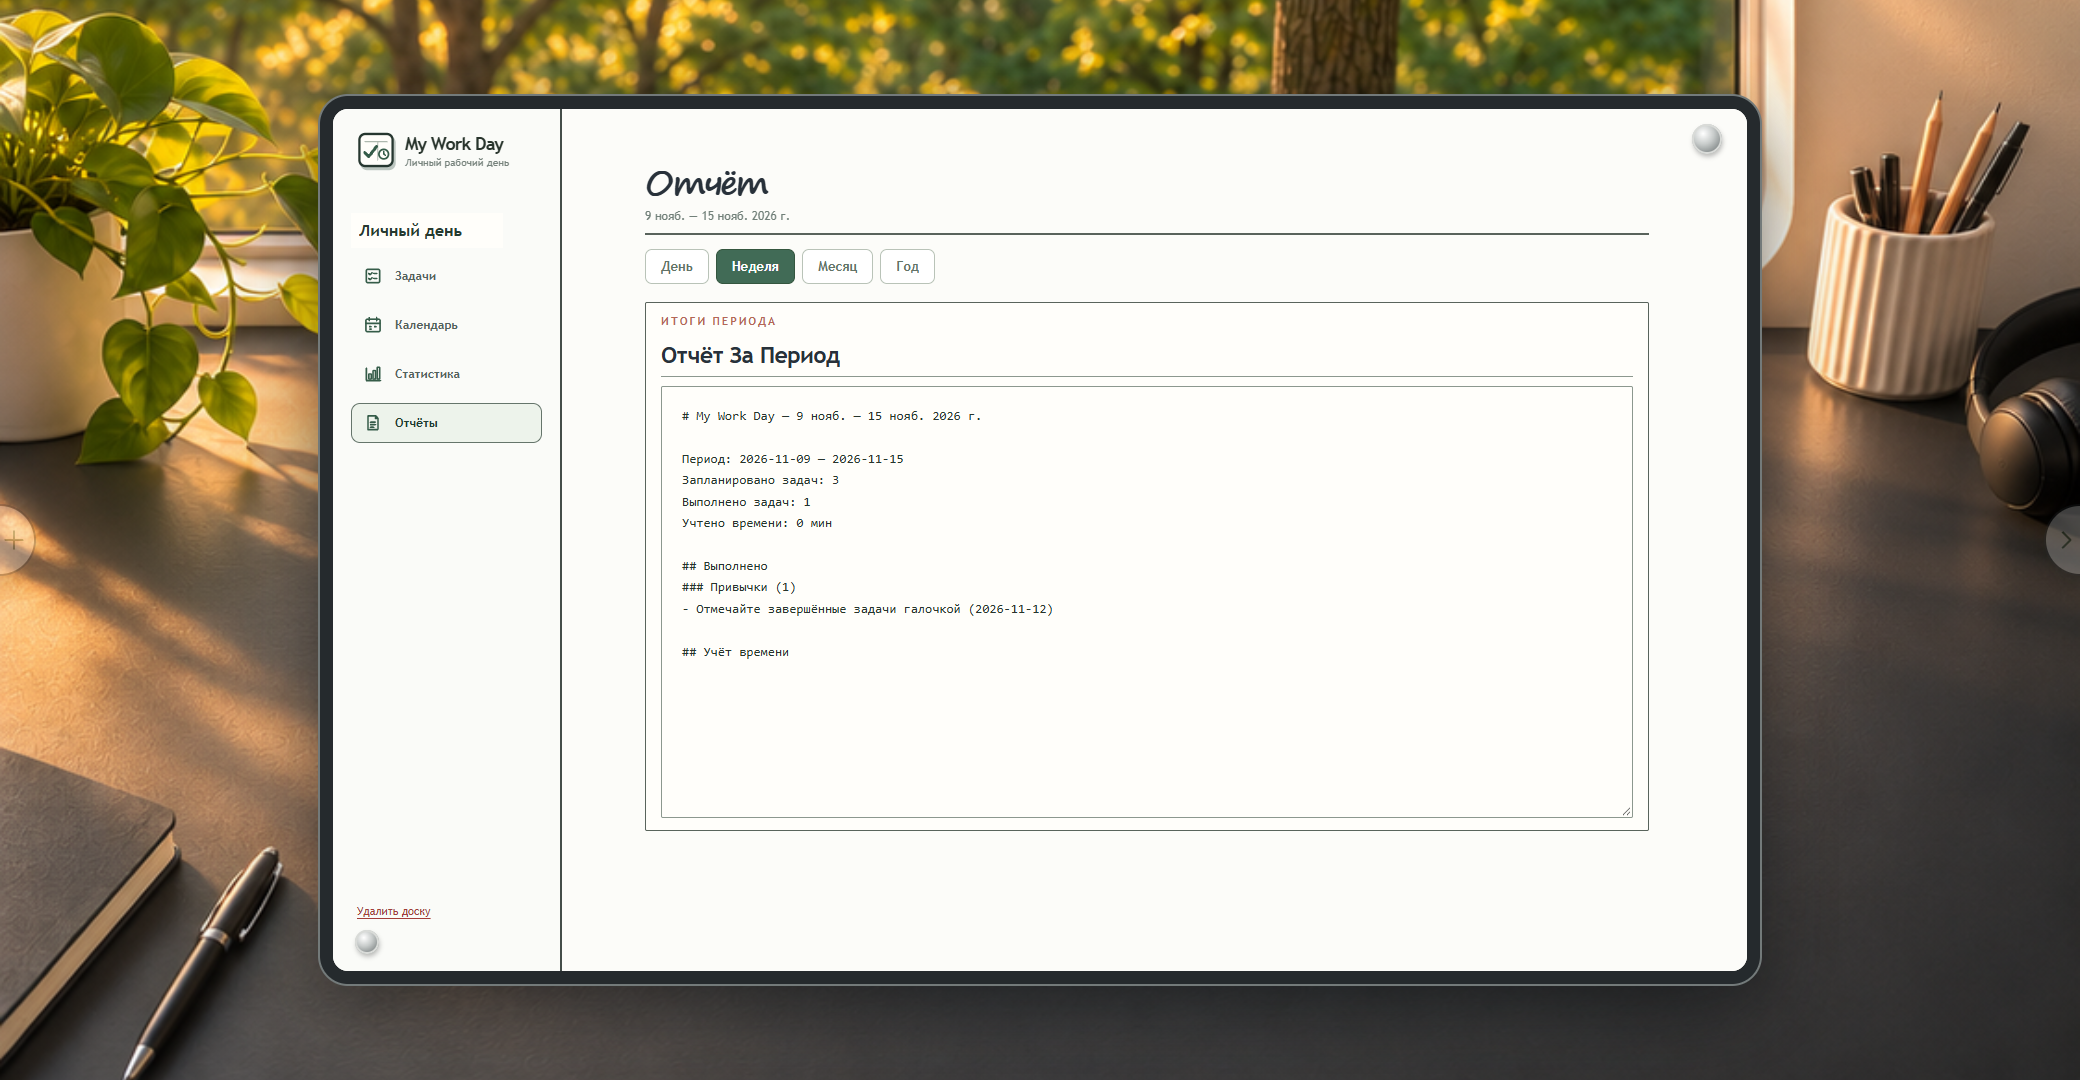 My Work Day
Личный рабочий день
Личный день
Задачи
Календарь
Статистика
Отчёты
Удалить доску
Отчёт
9 нояб. — 15 нояб. 2026 г.
День
Неделя
Месяц
Год
ИТОГИ ПЕРИОДА
Отчёт За Период
# My Work Day — 9 нояб. — 15 нояб. 2026 г.
Период: 2026-11-09 — 2026-11-15
Запланировано задач: 3
Выполнено задач: 1
Учтено времени: 0 мин
## Выполнено
### Привычки (1)
- Отмечайте завершённые задачи галочкой (2026-11-12)
## Учёт времени